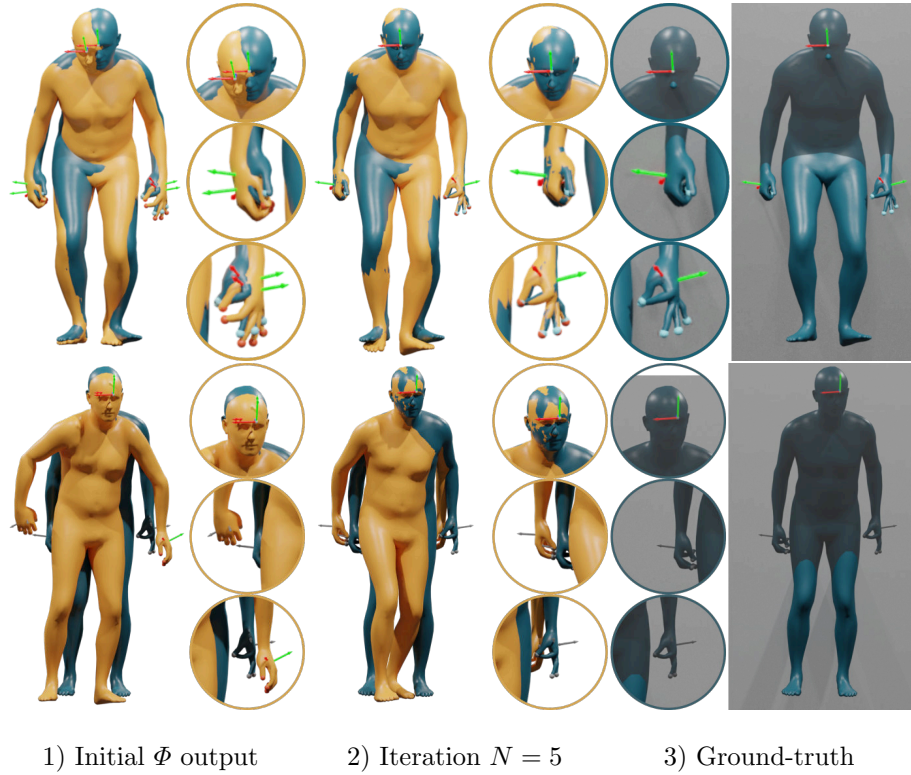 1) Initial Φ output 2) Iteration N = 5 3) Ground-truth